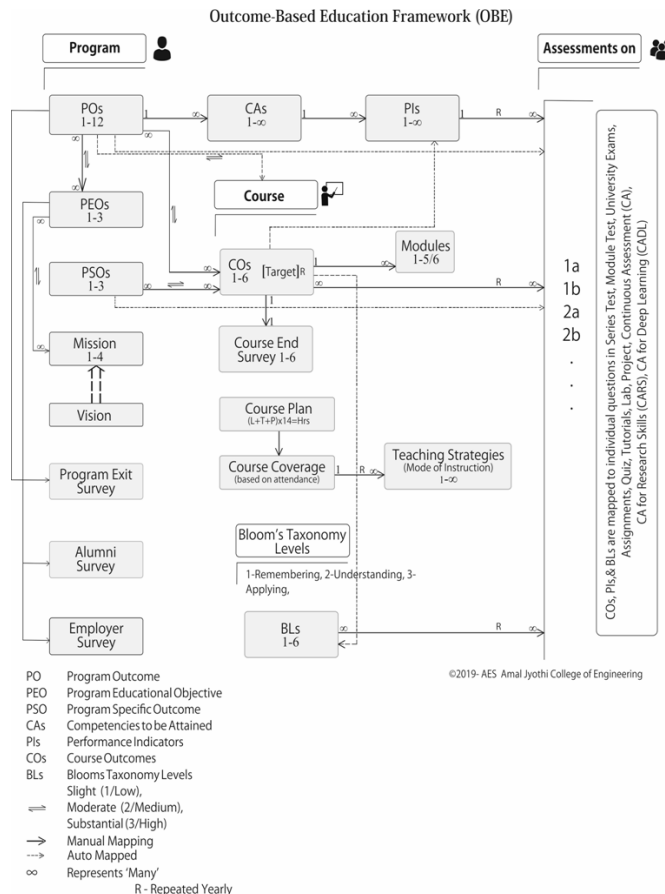 Outcome-Based Education Framework (OBE)
Program
Assessments on
POs
1-12
1
∞
CAs
1-∞
1
∞
PIs
1-∞
1
R
∞
∞
∞
∞
PEOs
1-3
∞
∞
Course
PSOs
1-3
∞
∞
∞
COs
1-6
[Target]R
1
∞
Modules
1-5/6
∞
R
∞
1
Course End
Survey 1-6
∞
Mission
1-4
Vision
Course Plan
(L+T+P)x14=Hrs
Course Coverage
(based on attendance)
1
R
∞
Teaching Strategies
(Mode of Instruction)
1-∞
Program Exit
Survey
Bloom's Taxonomy
Levels
1-Remembering, 2-Understanding, 3-
Applying,
Alumni
Survey
Employer
Survey
BLs
1-6
∞
R
∞
1a
1b
2a
2b
.
.
.
COs, PIs,& BLs are mapped to individual questions in Series Test, Module Test, University Exams,
Assignments, Quiz, Tutorials, Lab, Project, Continuous Assessment (CA),
CA for Research Skills (CARS), CA for Deep Learning (CADL)
©2019- AES Amal Jyothi College of Engineering
PO Program Outcome
PEO Program Educational Objective
PSO Program Specific Outcome
CAs Competencies to be Attained
PIs Performance Indicators
COs Course Outcomes
BLs Blooms Taxonomy Levels
Slight (1/Low),
⇌ Moderate (2/Medium),
Substantial (3/High)
→ Manual Mapping
⇢ Auto Mapped
∞ Represents 'Many'
R - Repeated Yearly